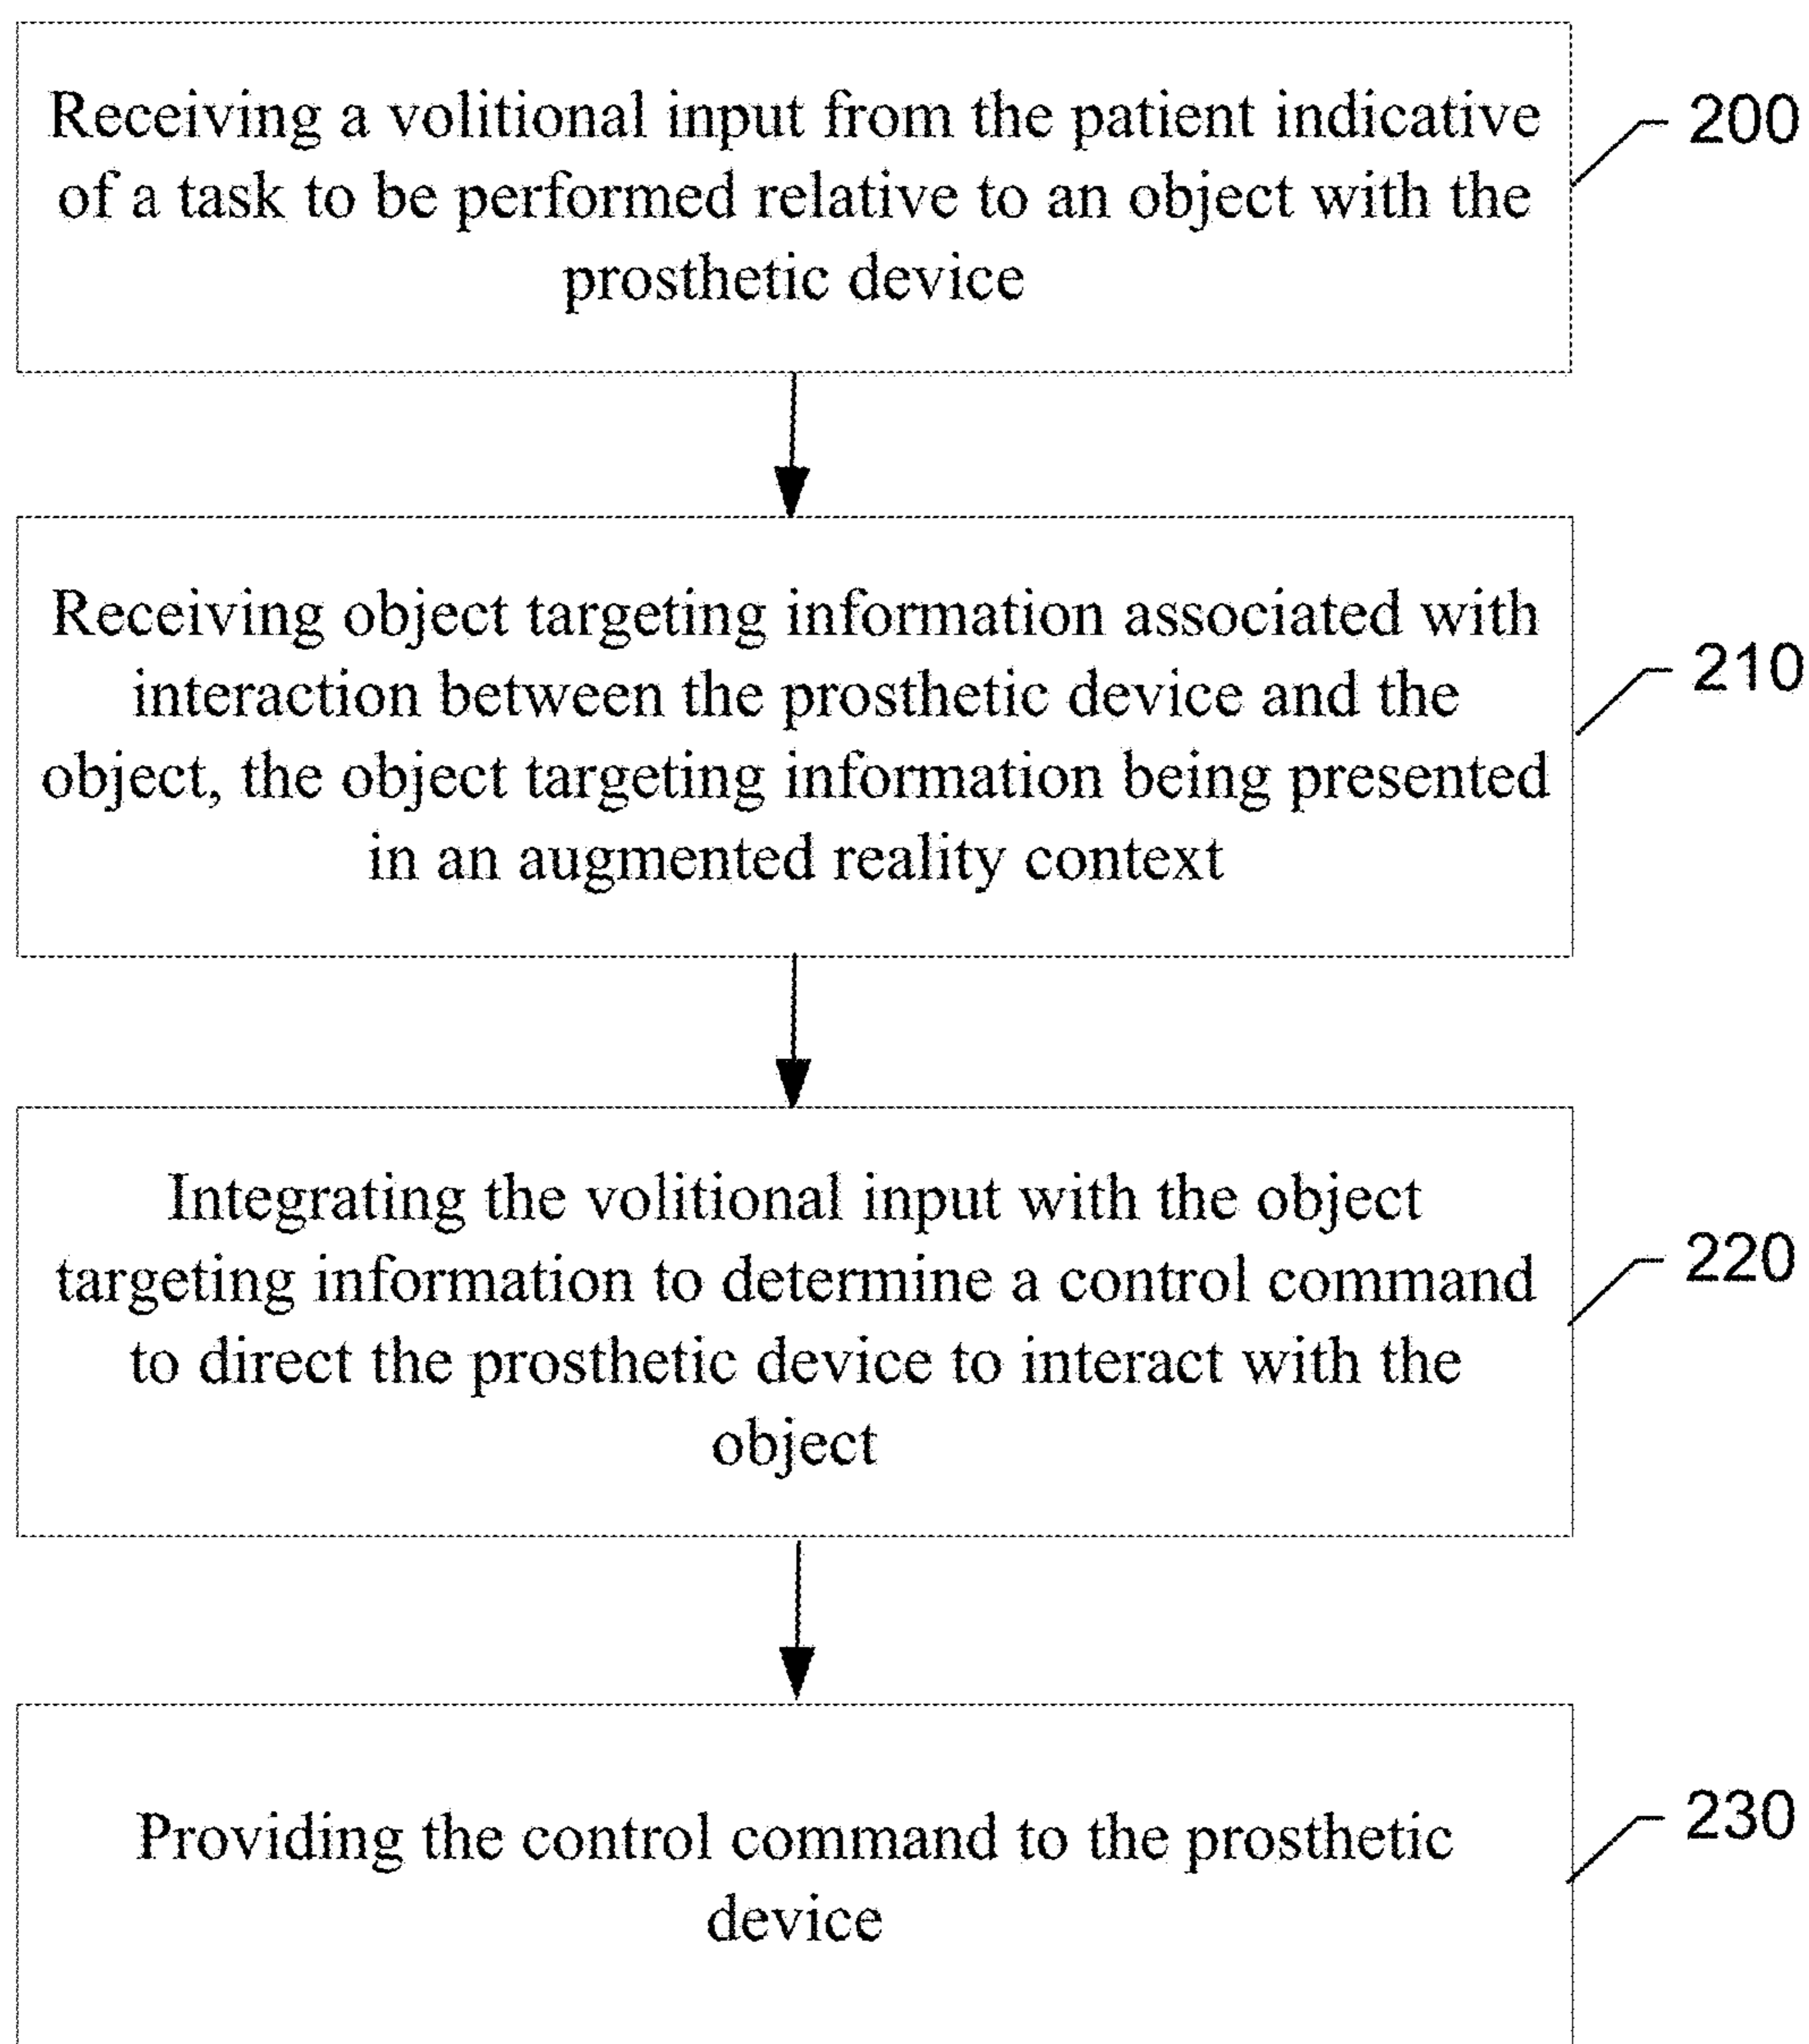 Receiving a volitional input from the patient indicative
of a task to be performed relative to an object with the
prosthetic device
200
Receiving object targeting information associated with
interaction between the prosthetic device and the
object, the object targeting information being presented
in an augmented reality context
210
Integrating the volitional input with the object
targeting information to determine a control command
to direct the prosthetic device to interact with the
object
220
Providing the control command to the prosthetic
device
230